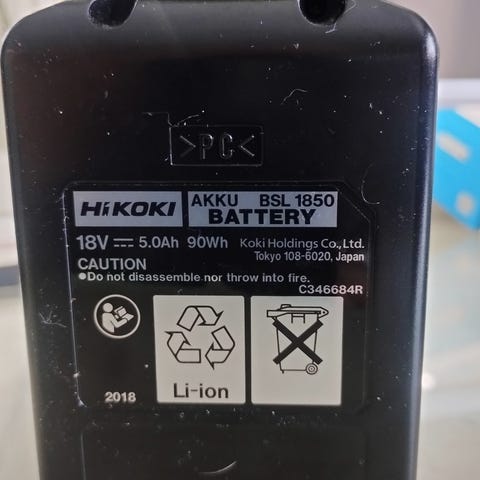 >PC<
HiKOKI
AKKU BSL 1850
BATTERY
18V ⎓ 5.0Ah 90Wh Koki Holdings Co., Ltd.
Tokyo 108-6020, Japan
CAUTION
●Do not disassemble nor throw into fire.
C346684R
Li-ion
2018